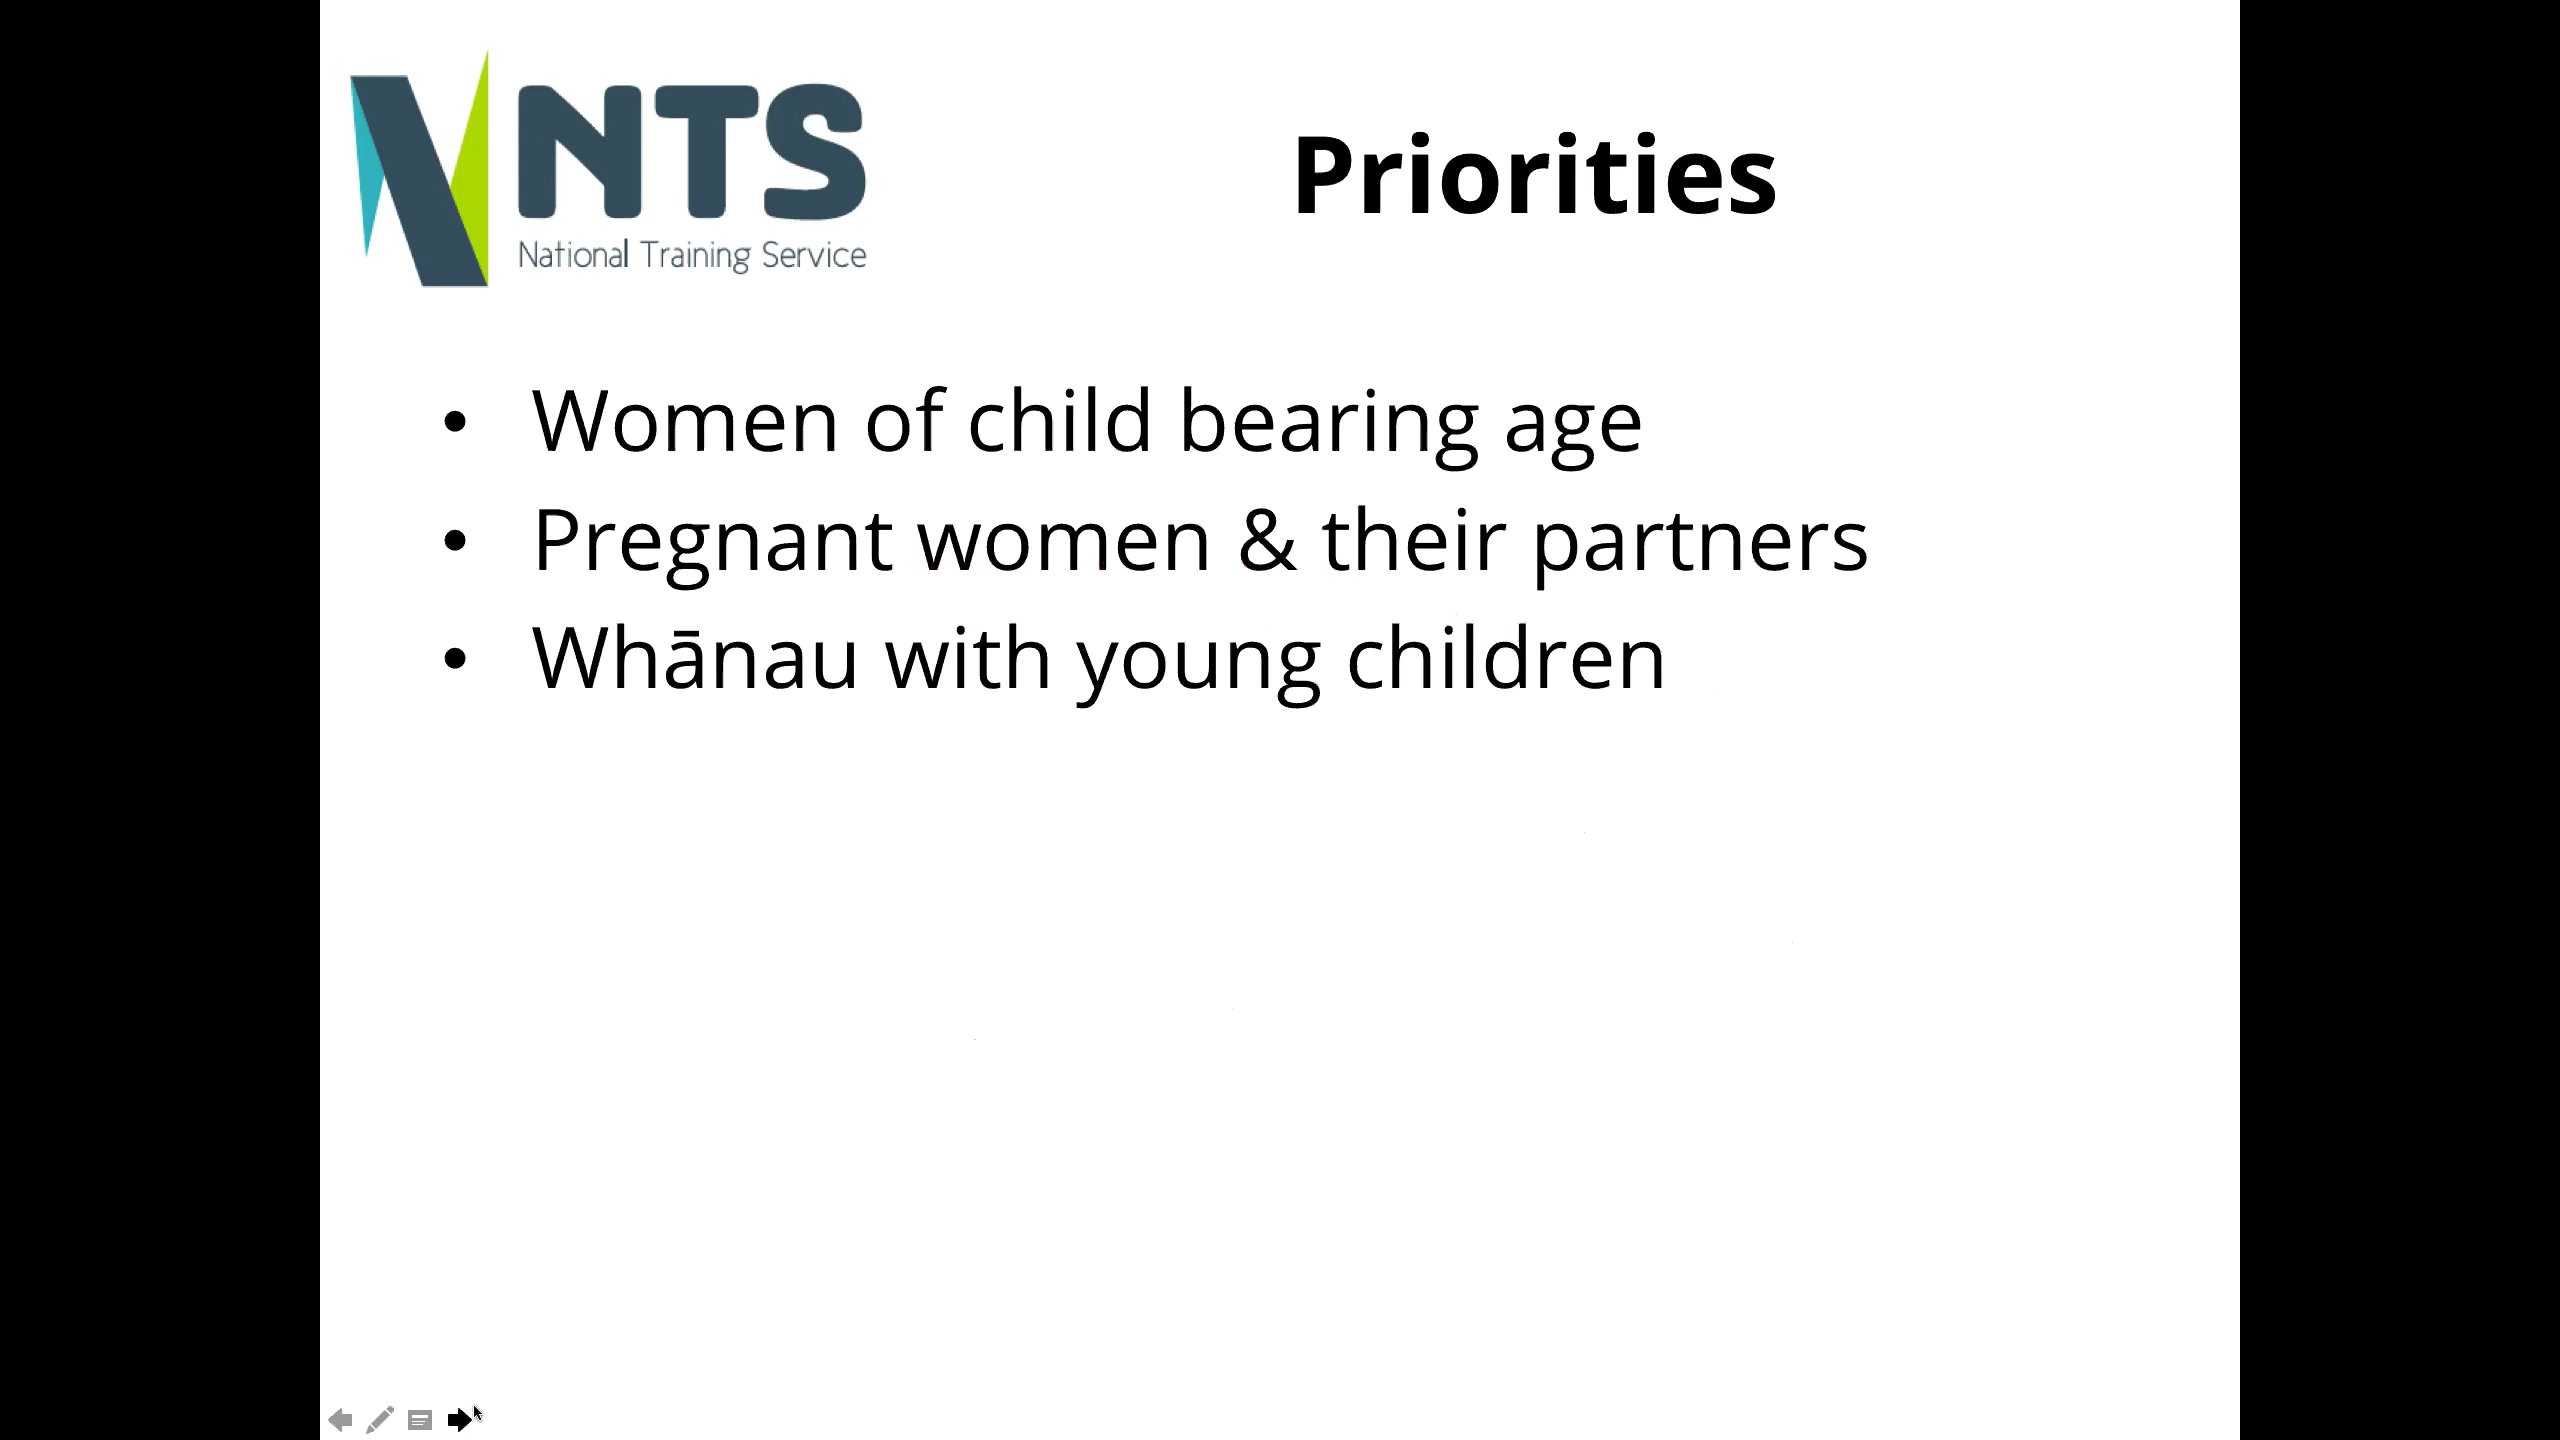 NTS
National Training Service
Priorities
• Women of child bearing age
• Pregnant women & their partners
• Whānau with young children